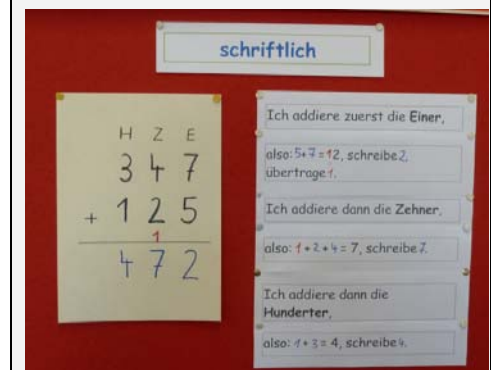 schriftlich
H Z E
3 4 7
+ 1 2 5
1
4 7 2
Ich addiere zuerst die Einer,
also: 5+7=12, schreibe 2,
übertrage 1.
Ich addiere dann die Zehner,
also: 1+2+4=7, schreibe 7.
Ich addiere dann die
Hunderter,
also: 1+3=4, schreibe 4.